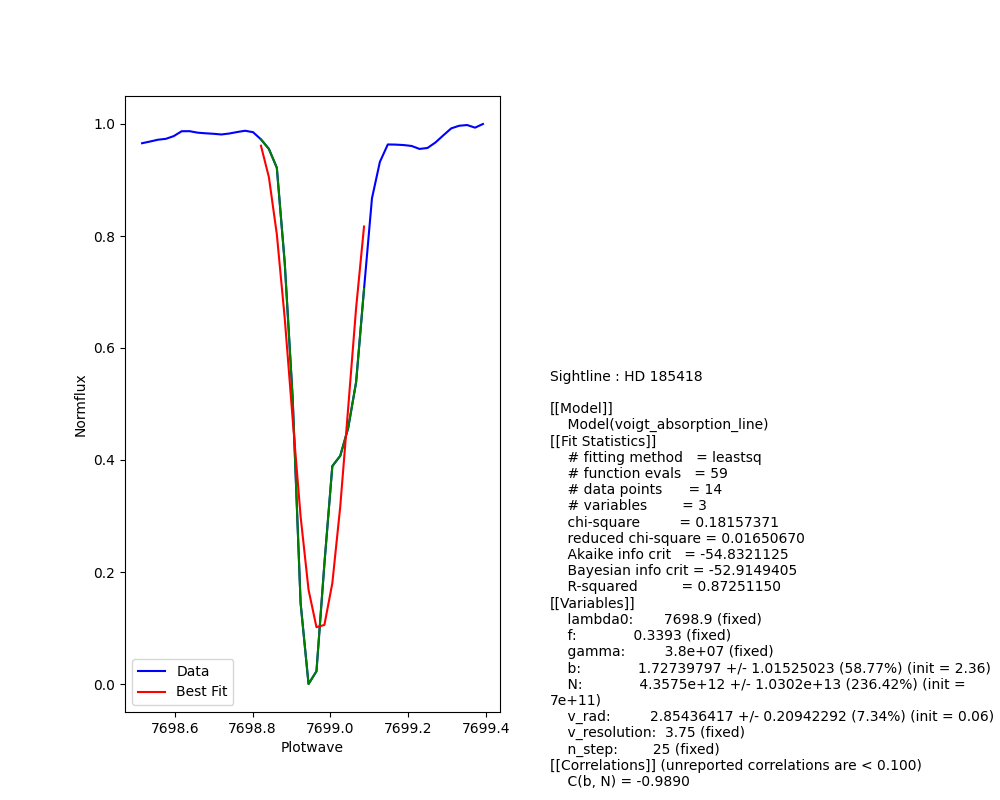 1.0
0.8
0.6
0.4
0.2
0.0
Normflux
Data
Best Fit
7698.6 7698.8 7699.0 7699.2 7699.4
Plotwave
Sightline : HD 185418
[[Model]]
Model(voigt_absorption_line)
[[Fit Statistics]]
# fitting method = leastsq
# function evals = 59
# data points = 14
# variables = 3
chi-square = 0.18157371
reduced chi-square = 0.01650670
Akaike info crit = -54.8321125
Bayesian info crit = -52.9149405
R-squared = 0.87251150
[[Variables]]
lambda0: 7698.9 (fixed)
f: 0.3393 (fixed)
gamma: 3.8e+07 (fixed)
b: 1.72739797 +/- 1.01525023 (58.77%) (init = 2.36)
N: 4.3575e+12 +/- 1.0302e+13 (236.42%) (init =
7e+11)
v_rad: 2.85436417 +/- 0.20942292 (7.34%) (init = 0.06)
v_resolution: 3.75 (fixed)
n_step: 25 (fixed)
[[Correlations]] (unreported correlations are < 0.100)
C(b, N) = -0.9890